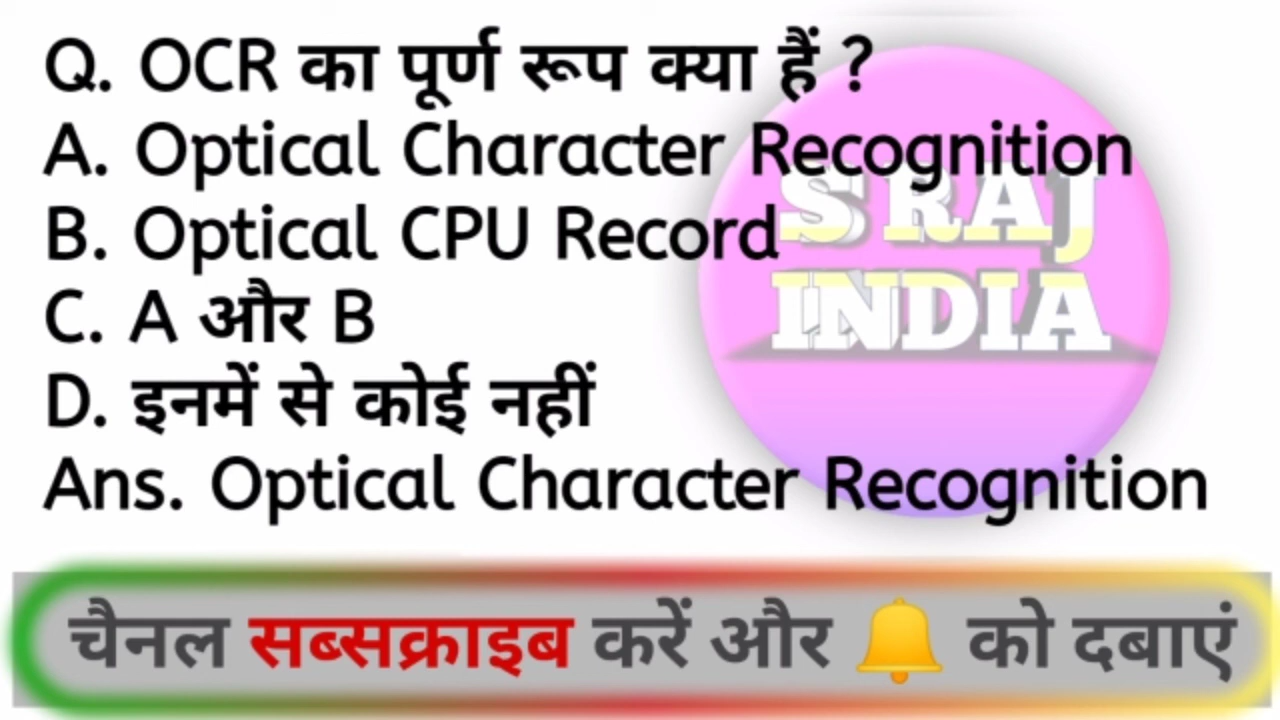 Q. OCR का पूर्ण रूप क्या हैं ?
A. Optical Character Recognition
B. Optical CPU Record
C. A और B
D. इनमें से कोई नहीं
Ans. Optical Character Recognition
S RAJ
INDIA
चैनल सब्सक्राइब करें और 🔔 को दबाएं